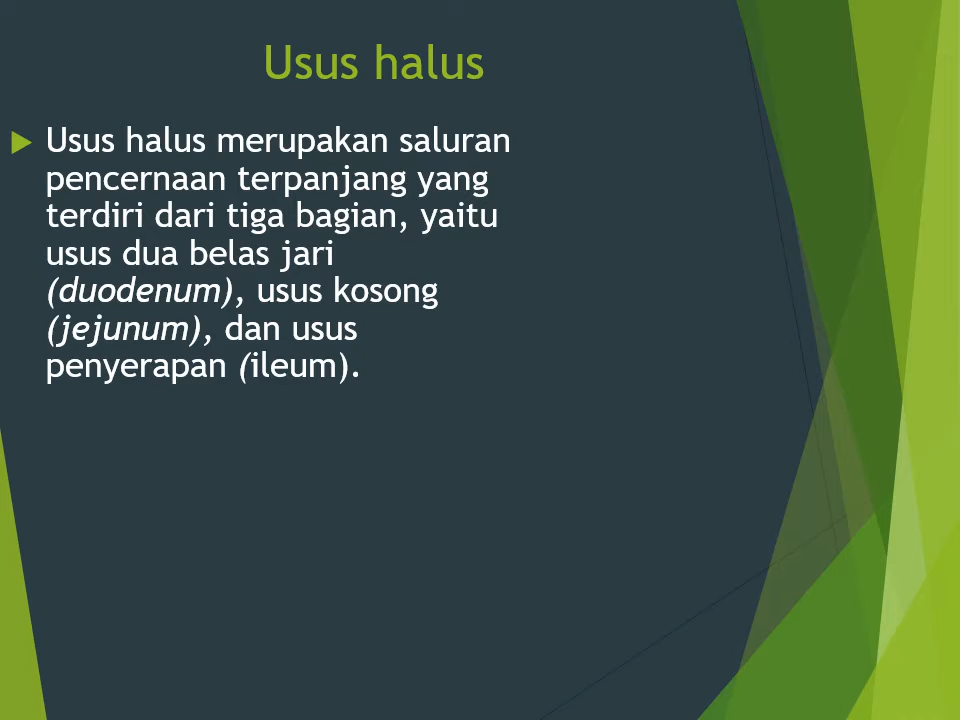 Usus halus
Usus halus merupakan saluran
pencernaan terpanjang yang
terdiri dari tiga bagian, yaitu
usus dua belas jari
(duodenum), usus kosong
(jejunum), dan usus
penyerapan (ileum).